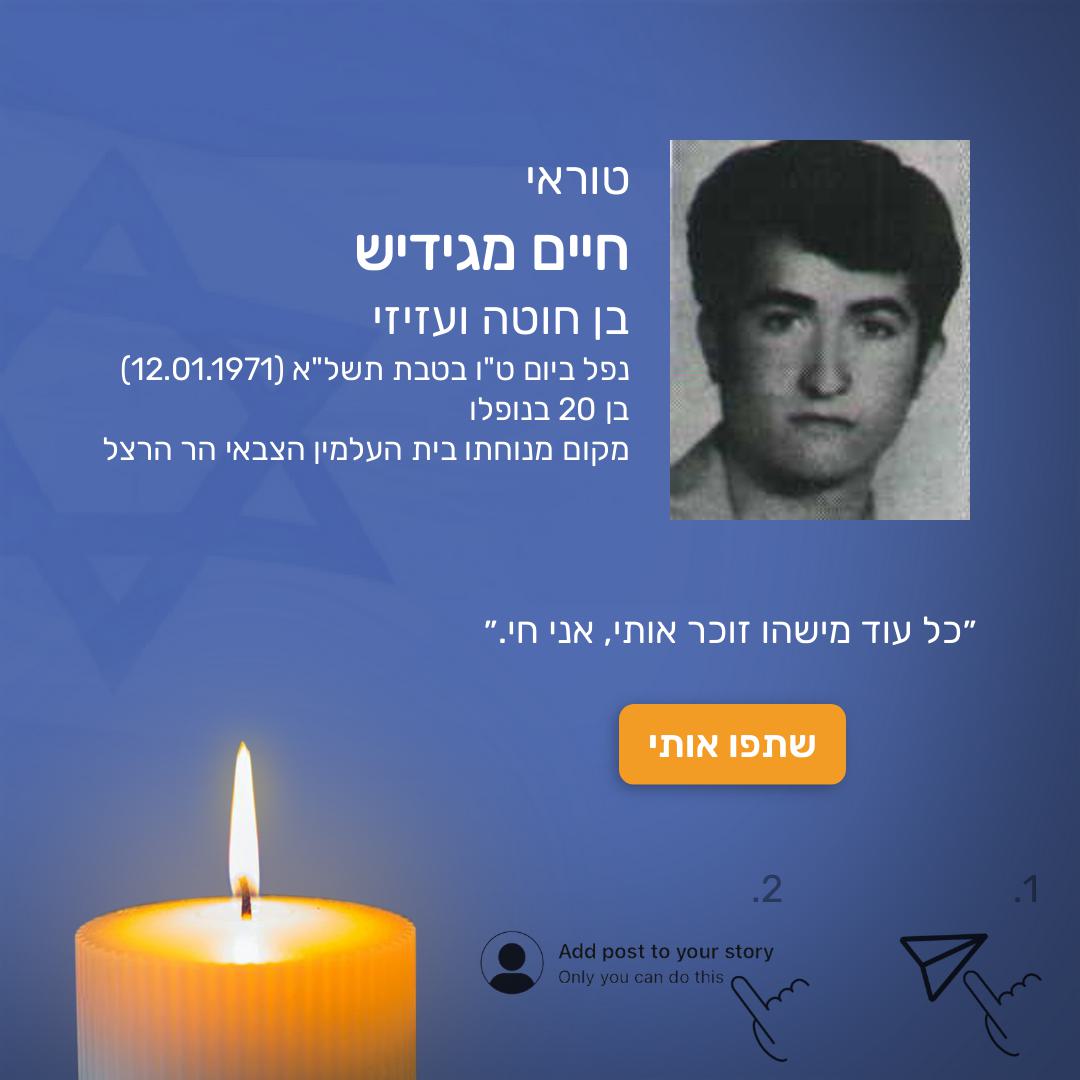 טוראי
חיים מגידיש
בן חוטה ועזיזי
נפל ביום ט"ו בטבת תשל"א (12.01.1971)
בן 20 בנופלו
מקום מנוחתו בית העלמין הצבאי הר הרצל
״כל עוד מישהו זוכר אותי, אני חי.״
שתפו אותי
.1
.2
Add post to your story
Only you can do this